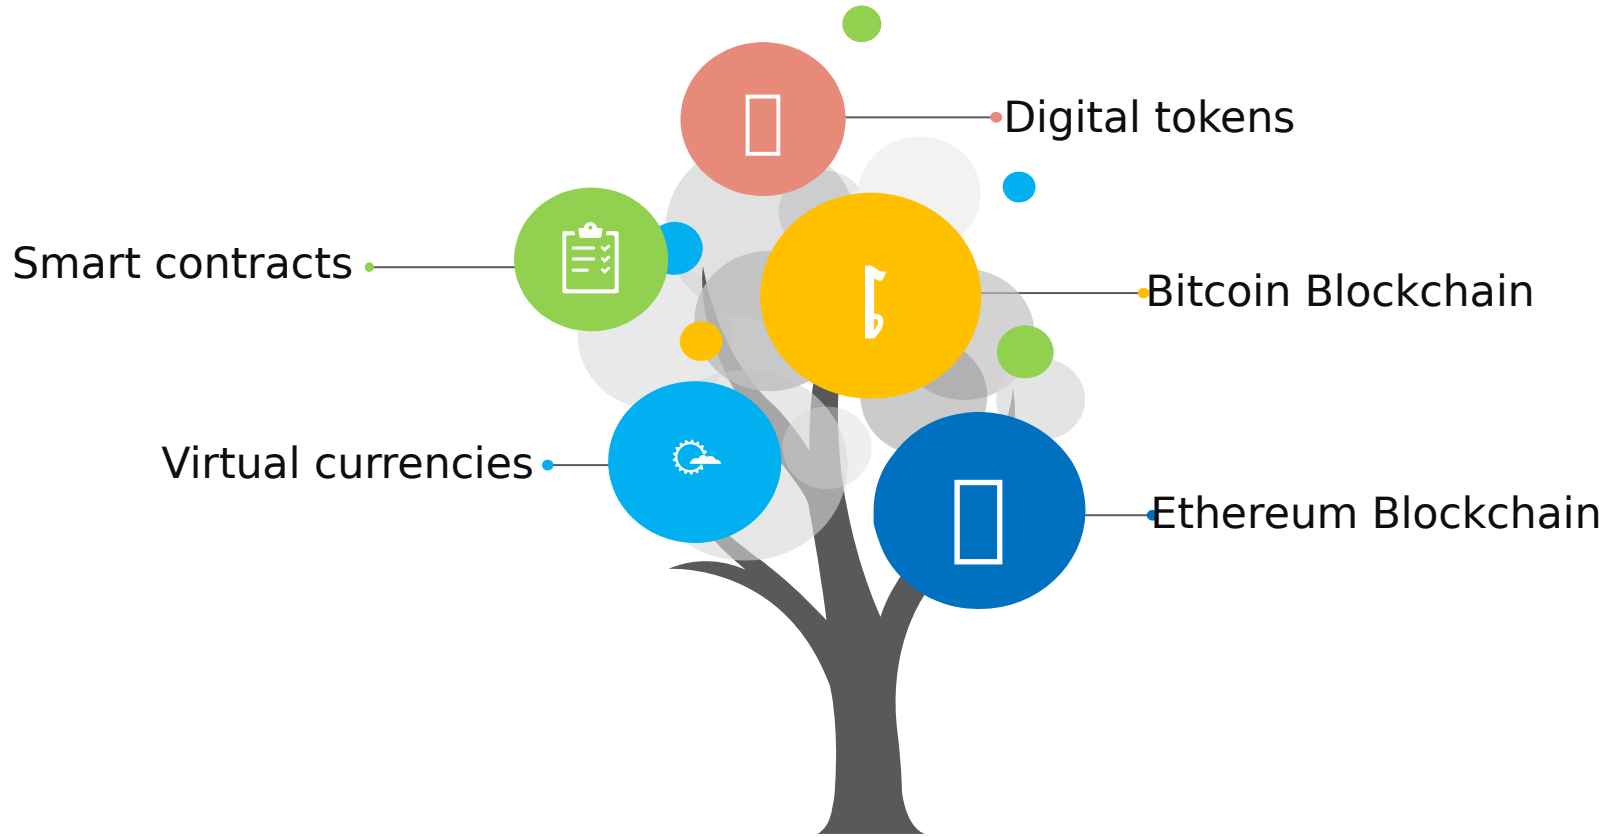 Digital tokens
Smart contracts
Bitcoin Blockchain
Virtual currencies
Ethereum Blockchain